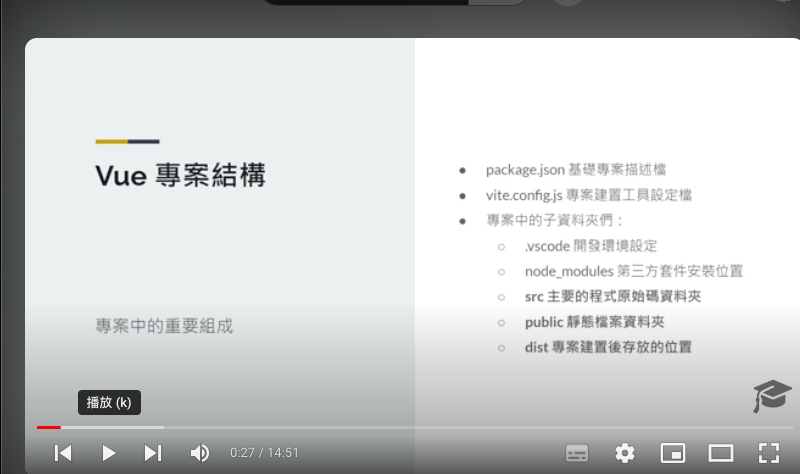 Vue 專案結構
專案中的重要組成
package.json 基礎專案描述檔
vite.config.js 專案建置工具設定檔
專案中的子資料夾們：
.vscode 開發環境設定
node_modules 第三方套件安裝位置
src 主要的程式原始碼資料夾
public 靜態檔案資料夾
dist 專案建置後存放的位置
播放 (k)
0:27 / 14:51